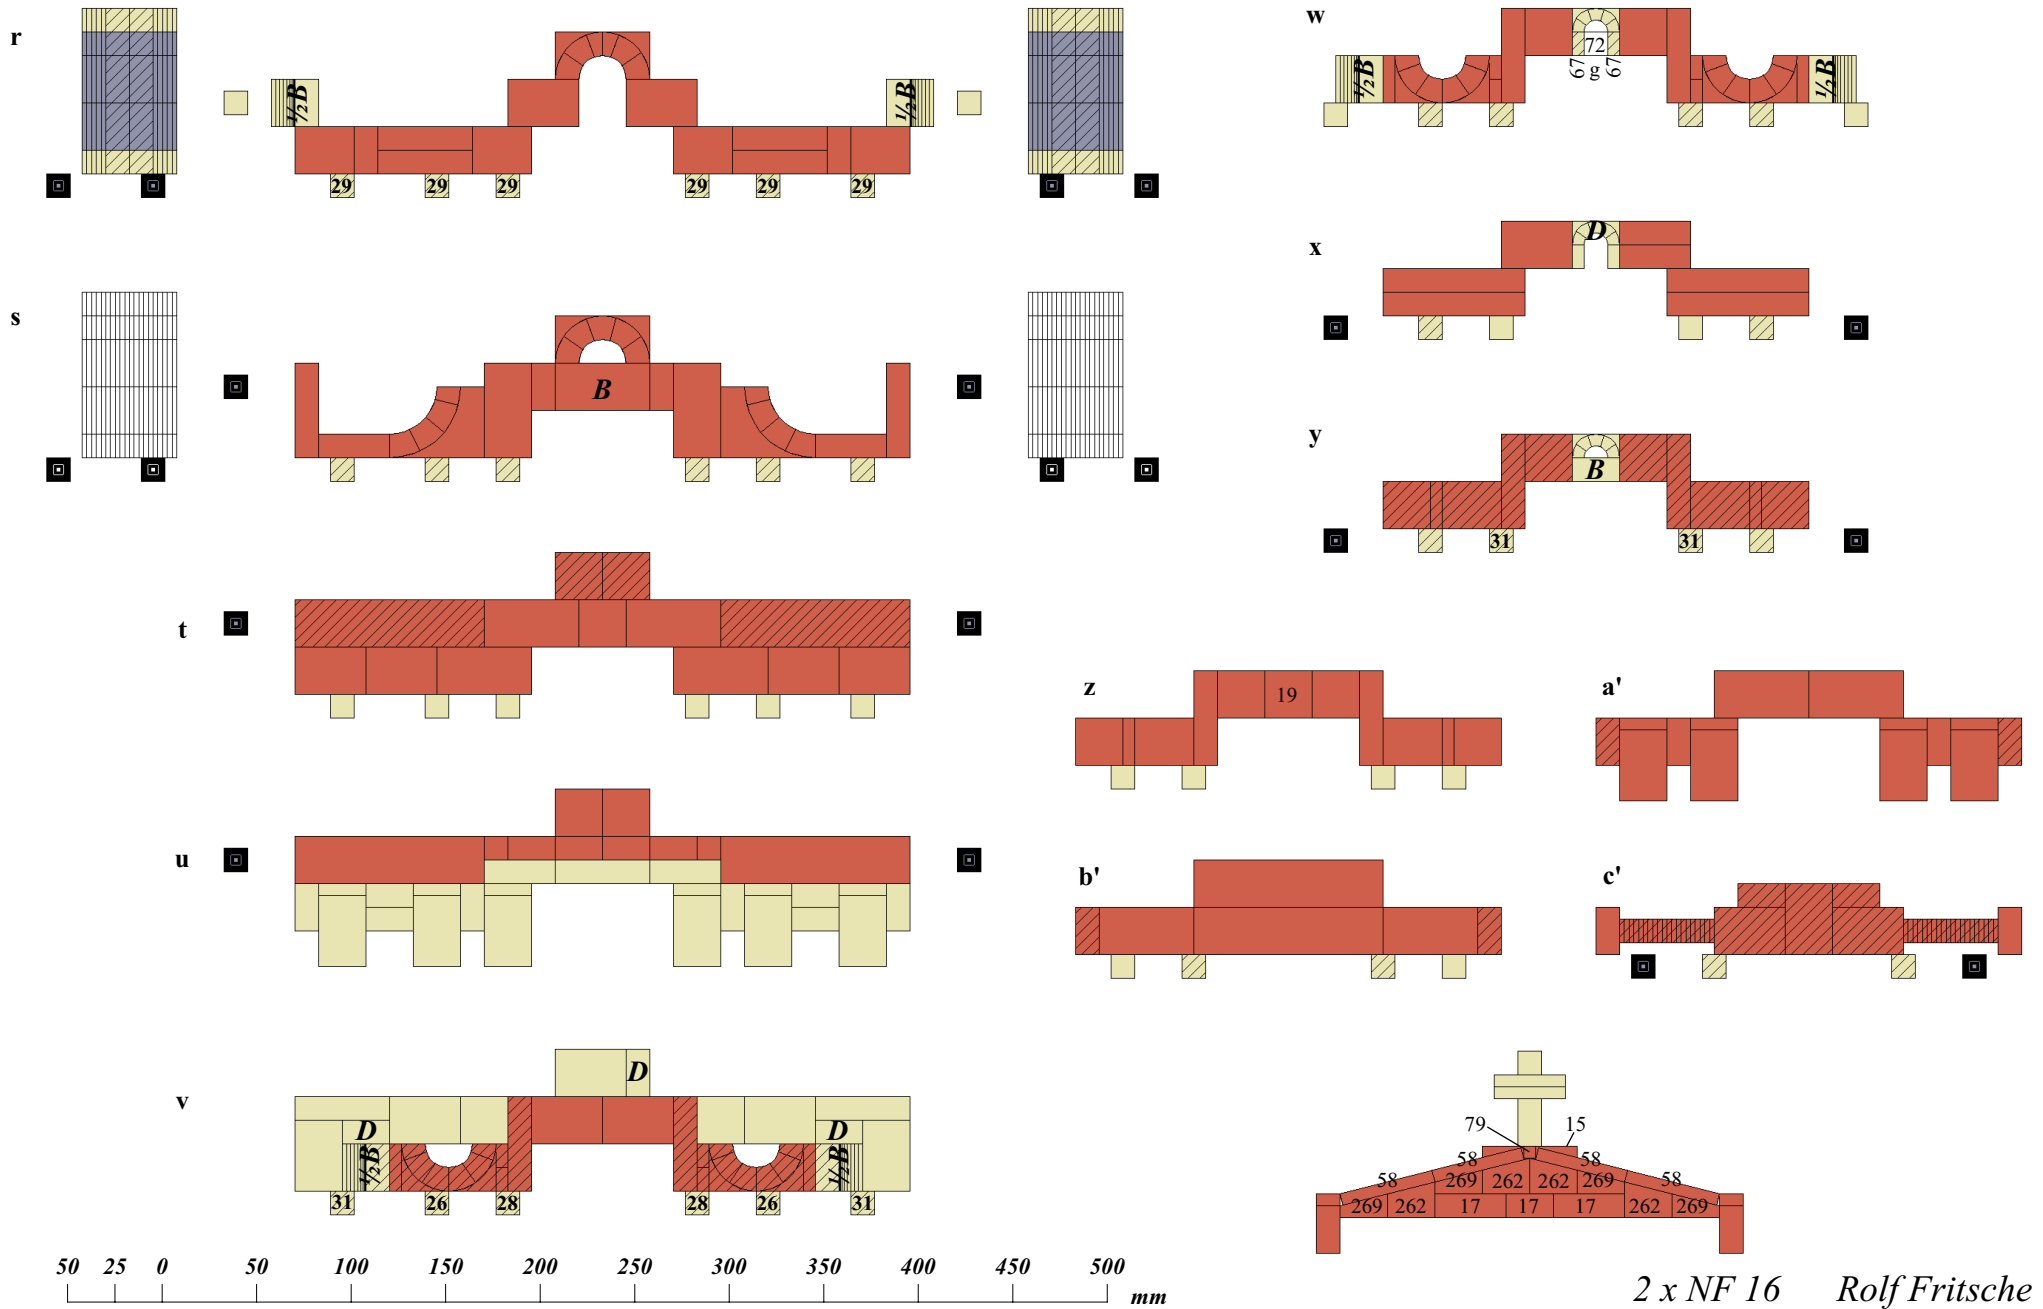 r
½B
½B
29
29
29
29
29
29
w
½B
72
67
g
67
½B
s
B
x
D
y
B
31
31
t
z
19
a'
u
b'
c'
v
D
D
D
½B
½B
31
26
28
28
26
31
79
15
58
58
58
58
269
262
262
269
269
262
17
17
17
262
269
50 25 0 50 100 150 200 250 300 350 400 450 500
mm
2 x NF 16 Rolf Fritsche